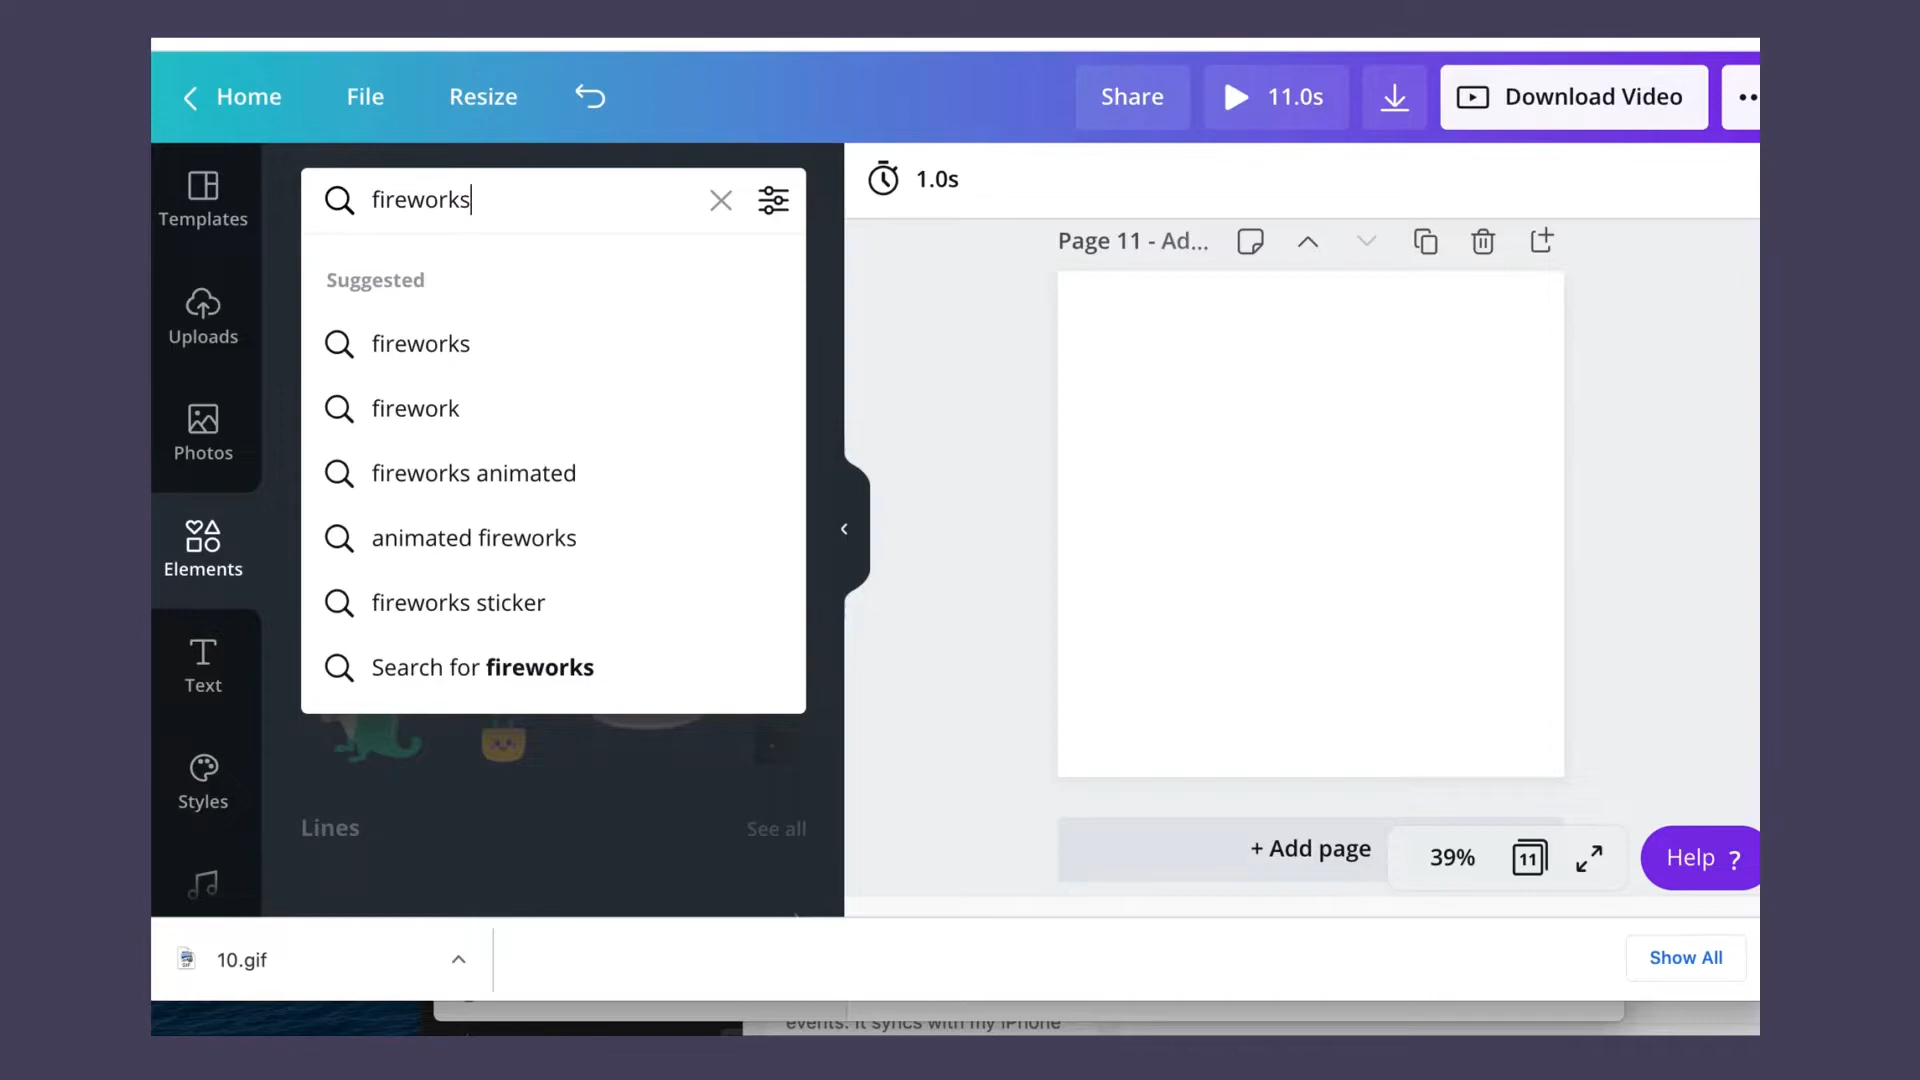 Home File Resize Share 11.0s Download Video
Templates
Uploads
Photos
Elements
Text
Styles
fireworks
Suggested
fireworks
firework
fireworks animated
animated fireworks
fireworks sticker
Search for fireworks
Lines See all
1.0s
Page 11 - Ad...
+ Add page
39% 11
Help ?
10.gif
Show All
events. It syncs with my iPhone